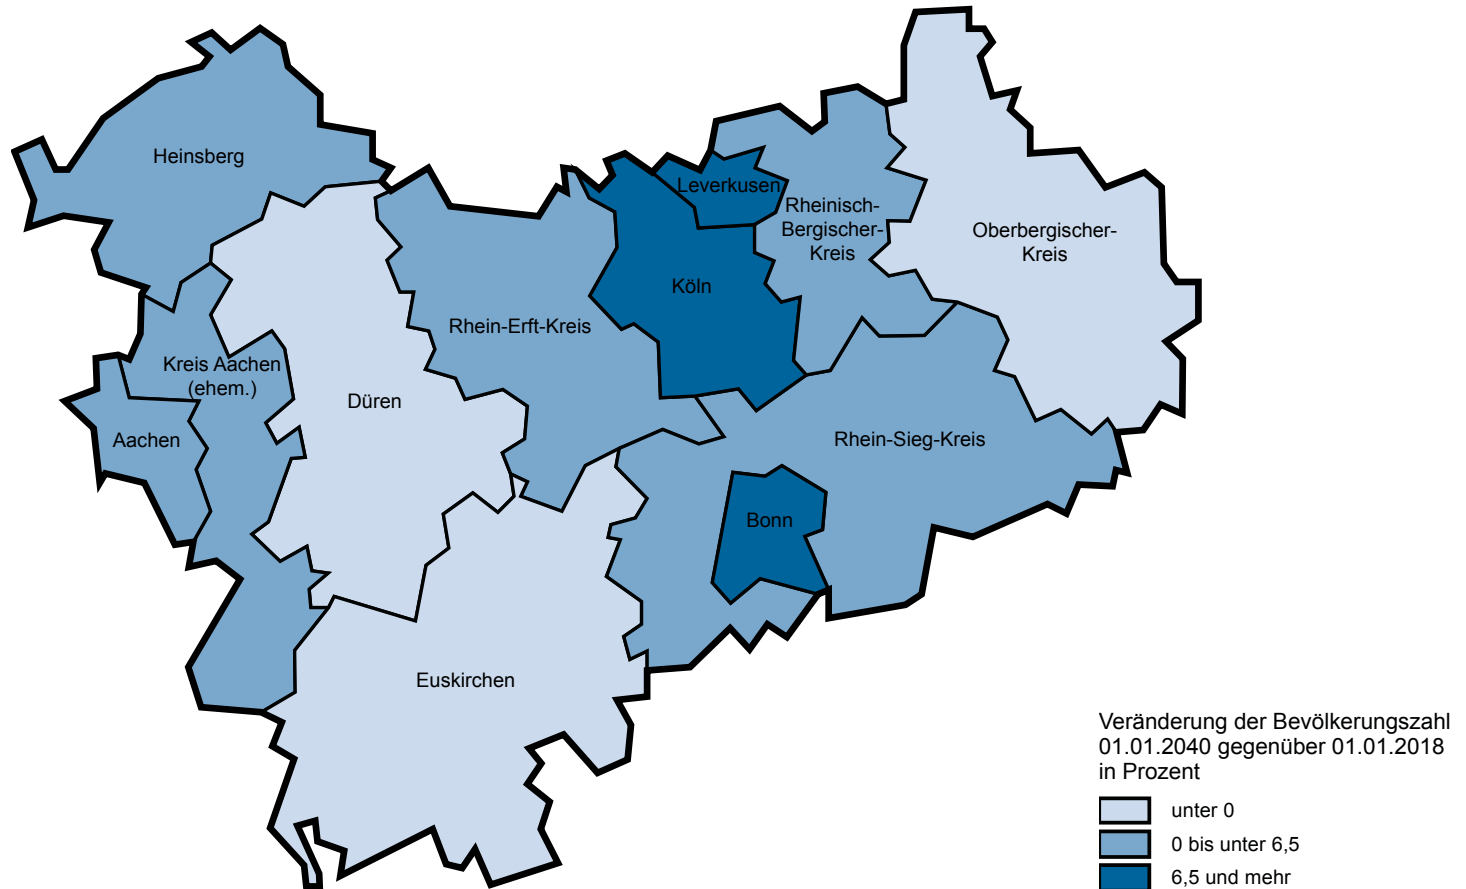 Heinsberg
Leverkusen
Rheinisch-
Bergischer-
Kreis
Oberbergischer-
Kreis
Köln
Rhein-Erft-Kreis
Kreis Aachen
(ehem.)
Düren
Aachen
Rhein-Sieg-Kreis
Bonn
Euskirchen
Veränderung der Bevölkerungszahl
01.01.2040 gegenüber 01.01.2018
in Prozent
unter 0
0 bis unter 6,5
6,5 und mehr